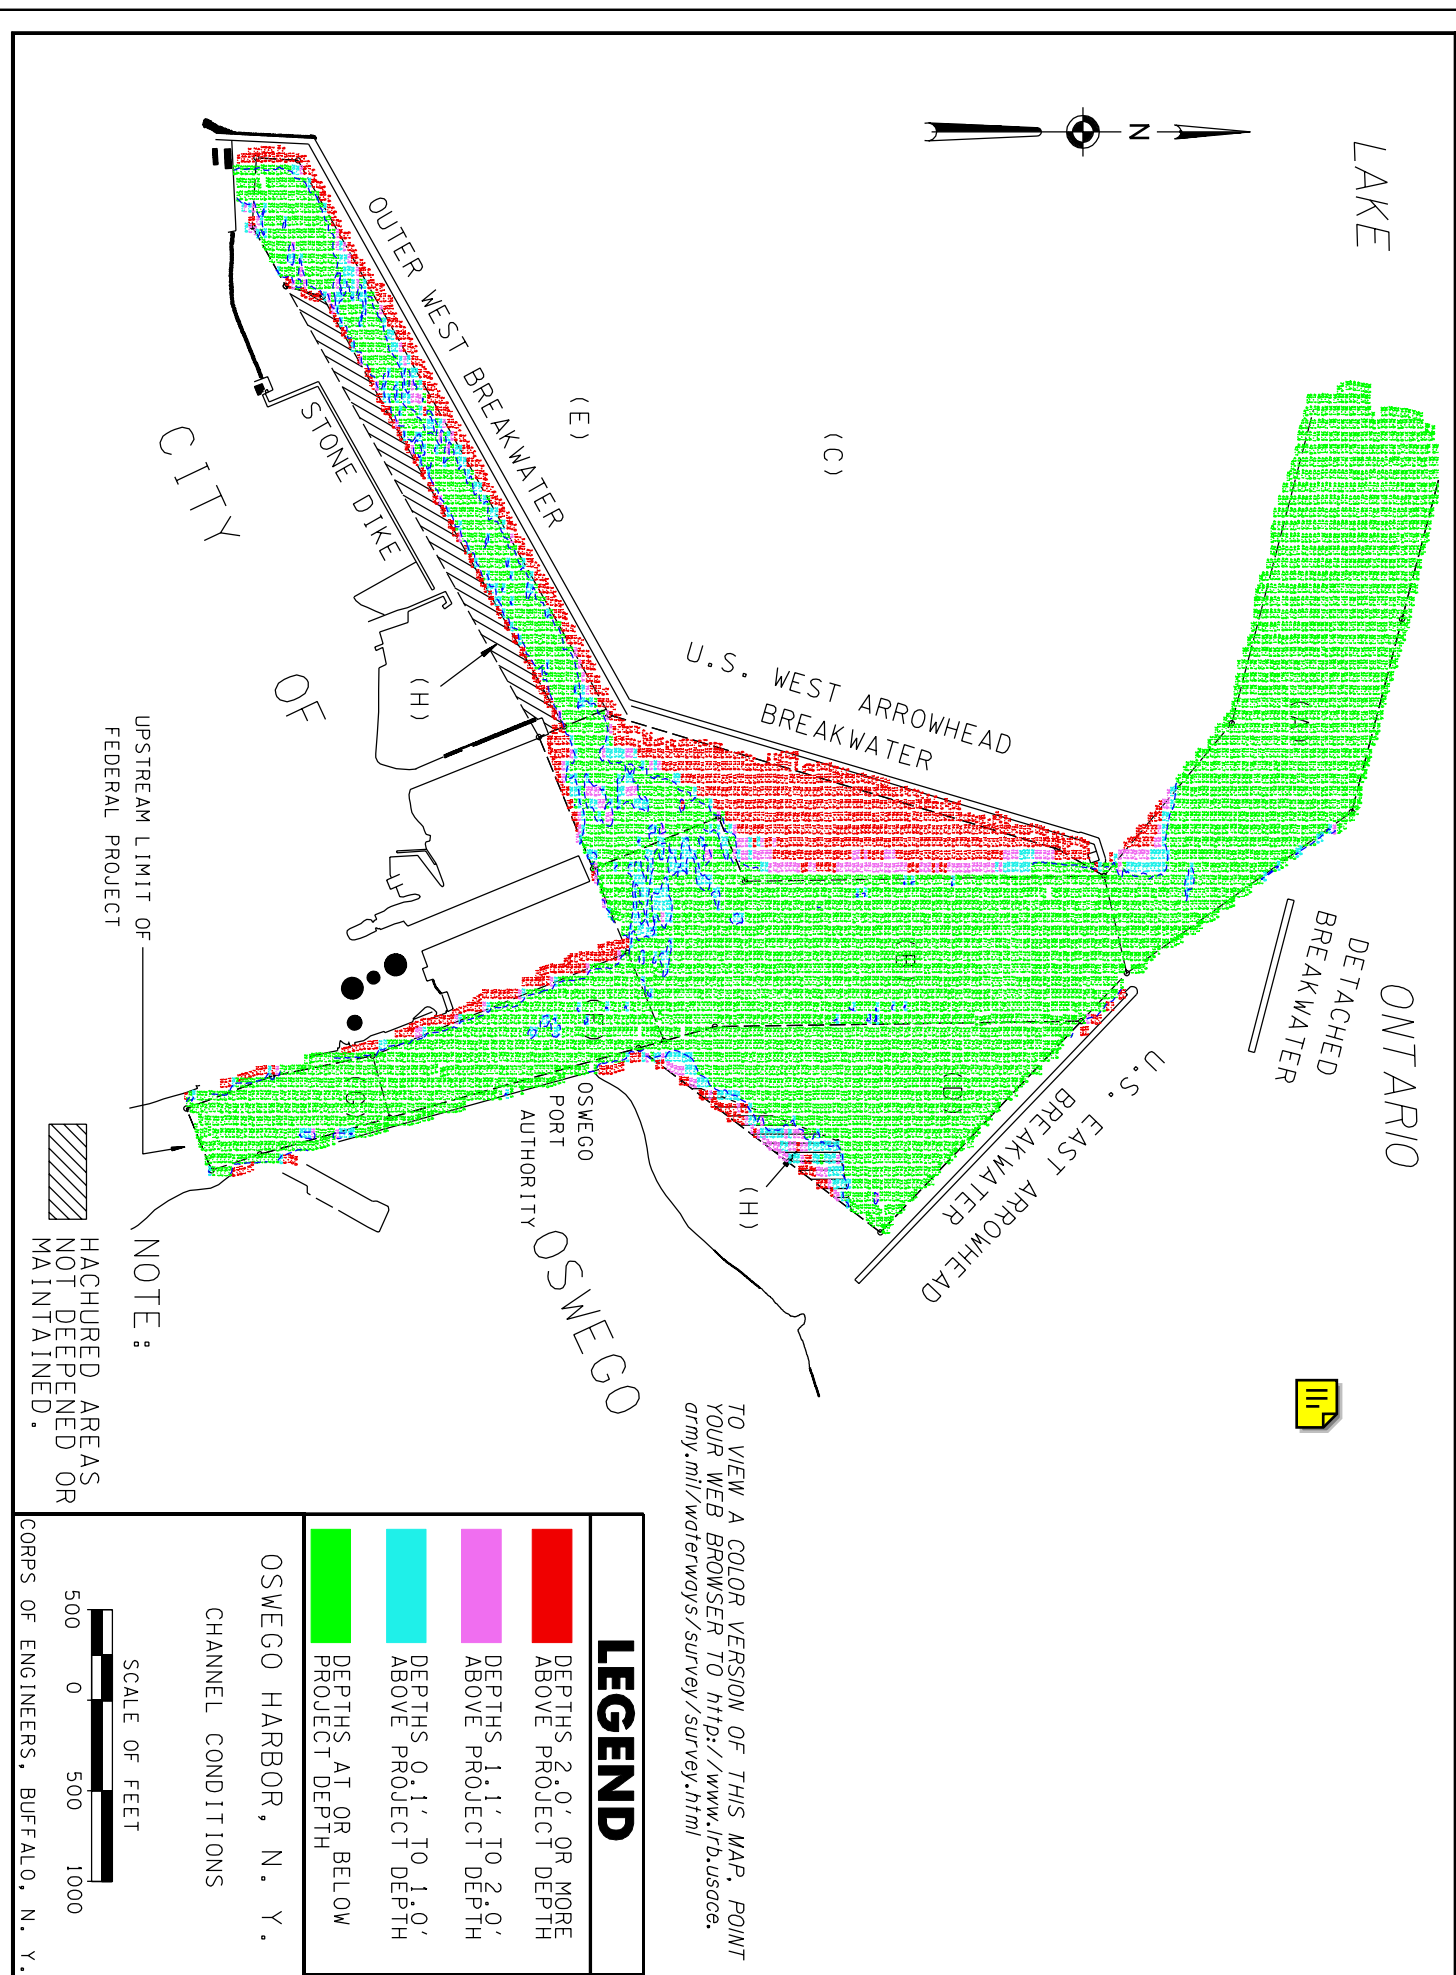 LAKE
ONTARIO
N
(A)
DETACHED
BREAKWATER
(C)
(E)
OUTER WEST BREAKWATER
U.S. WEST ARROWHEAD
BREAKWATER
U.S. EAST ARROWHEAD
BREAKWATER
(D)
(H)
STONE DIKE
(H)
(G)
CITY
OF
OSWEGO
OSWEGO
PORT
AUTHORITY
UPSTREAM LIMIT OF
FEDERAL PROJECT
NOTE:
HACHURED AREAS
NOT DEEPENED OR
MAINTAINED.
TO VIEW A COLOR VERSION OF THIS MAP, POINT
YOUR WEB BROWSER TO http://www.lrb.usace.
army.mil/waterways/survey/survey.html
LEGEND
DEPTHS 2.0' OR MORE
ABOVE PROJECT DEPTH
DEPTHS 1.1' TO 2.0'
ABOVE PROJECT DEPTH
DEPTHS 0.1' TO 1.0'
ABOVE PROJECT DEPTH
DEPTHS AT OR BELOW
PROJECT DEPTH
OSWEGO HARBOR, N. Y.
CHANNEL CONDITIONS
SCALE OF FEET
500 0 500 1000
CORPS OF ENGINEERS, BUFFALO, N. Y.